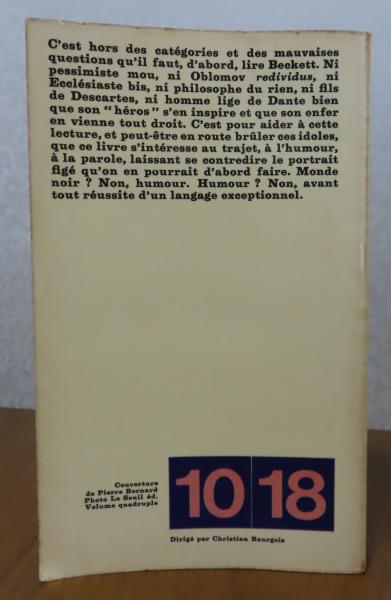 C'est hors des catégories et des mauvaises
questions qu'il faut, d'abord, lire Beckett. Ni
pessimiste mou, ni Oblomov redividus, ni
Ecclésiaste bis, ni philosophe du rien, ni fils
de Descartes, ni homme lige de Dante bien
que son "héros" s'en inspire et que son enfer
en vienne tout droit. C'est pour aider à cette
lecture, et peut-être en route brûler ces idoles,
que ce livre s'intéresse au trajet, à l'humour,
à la parole, laissant se contredire le portrait
figé qu'on en pourrait d'abord faire. Monde
noir ? Non, humour. Humour ? Non, avant
tout réussite d'un langage exceptionnel.
Couverture
de Pierre Bernard
Photo Le Seuil éd.
Volume quadruple
10 18
Dirigé par Christian Bourgois